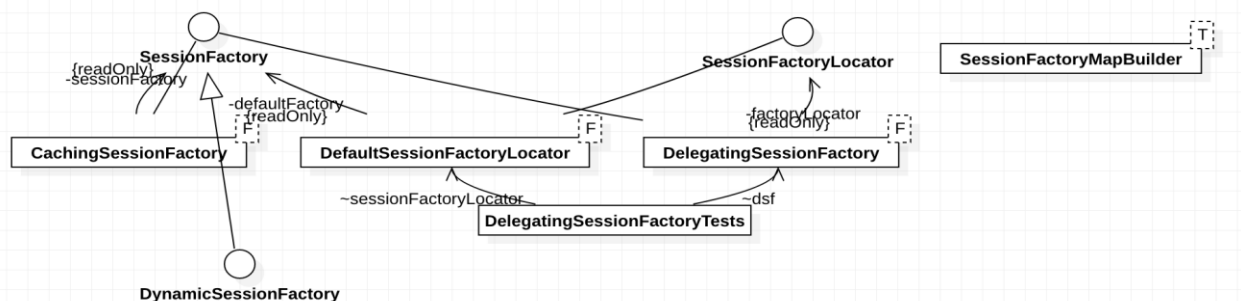 T
SessionFactory
SessionFactoryLocator
SessionFactoryMapBuilder
{readOnly}
-sessionFactory
-defaultFactory
{readOnly}
-factoryLocator
{readOnly}
F
F
F
CachingSessionFactory
DefaultSessionFactoryLocator
DelegatingSessionFactory
~sessionFactoryLocator
~dsf
DelegatingSessionFactoryTests
DynamicSessionFactory